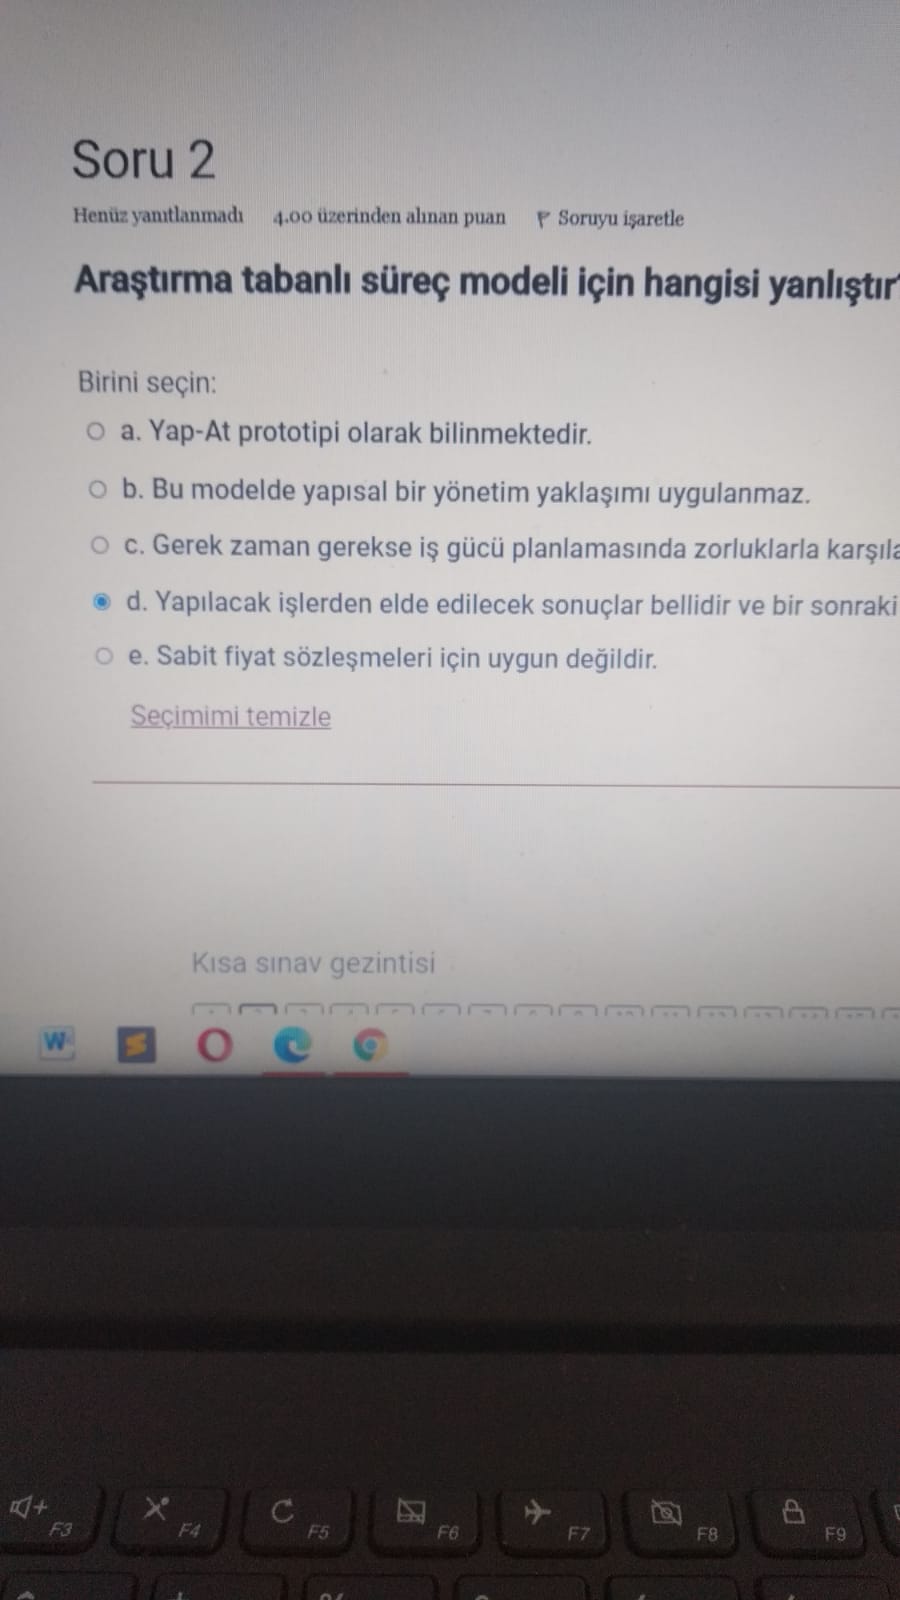 Soru 2
Henüz yanıtlanmadı 4.00 üzerinden alınan puan Soruyu işaretle
Araştırma tabanlı süreç modeli için hangisi yanlıştır
Birini seçin:
a. Yap-At prototipi olarak bilinmektedir.
b. Bu modelde yapısal bir yönetim yaklaşımı uygulanmaz.
c. Gerek zaman gerekse iş gücü planlamasında zorluklarla
d. Yapılacak işlerden elde edilecek sonuçlar bellidir ve bir sonraki
e. Sabit fiyat sözleşmeleri için uygun değildir.
Seçimimi temizle
Kısa sınav gezintisi
W
S
F3 F4 F5 F6 F7 F8 F9